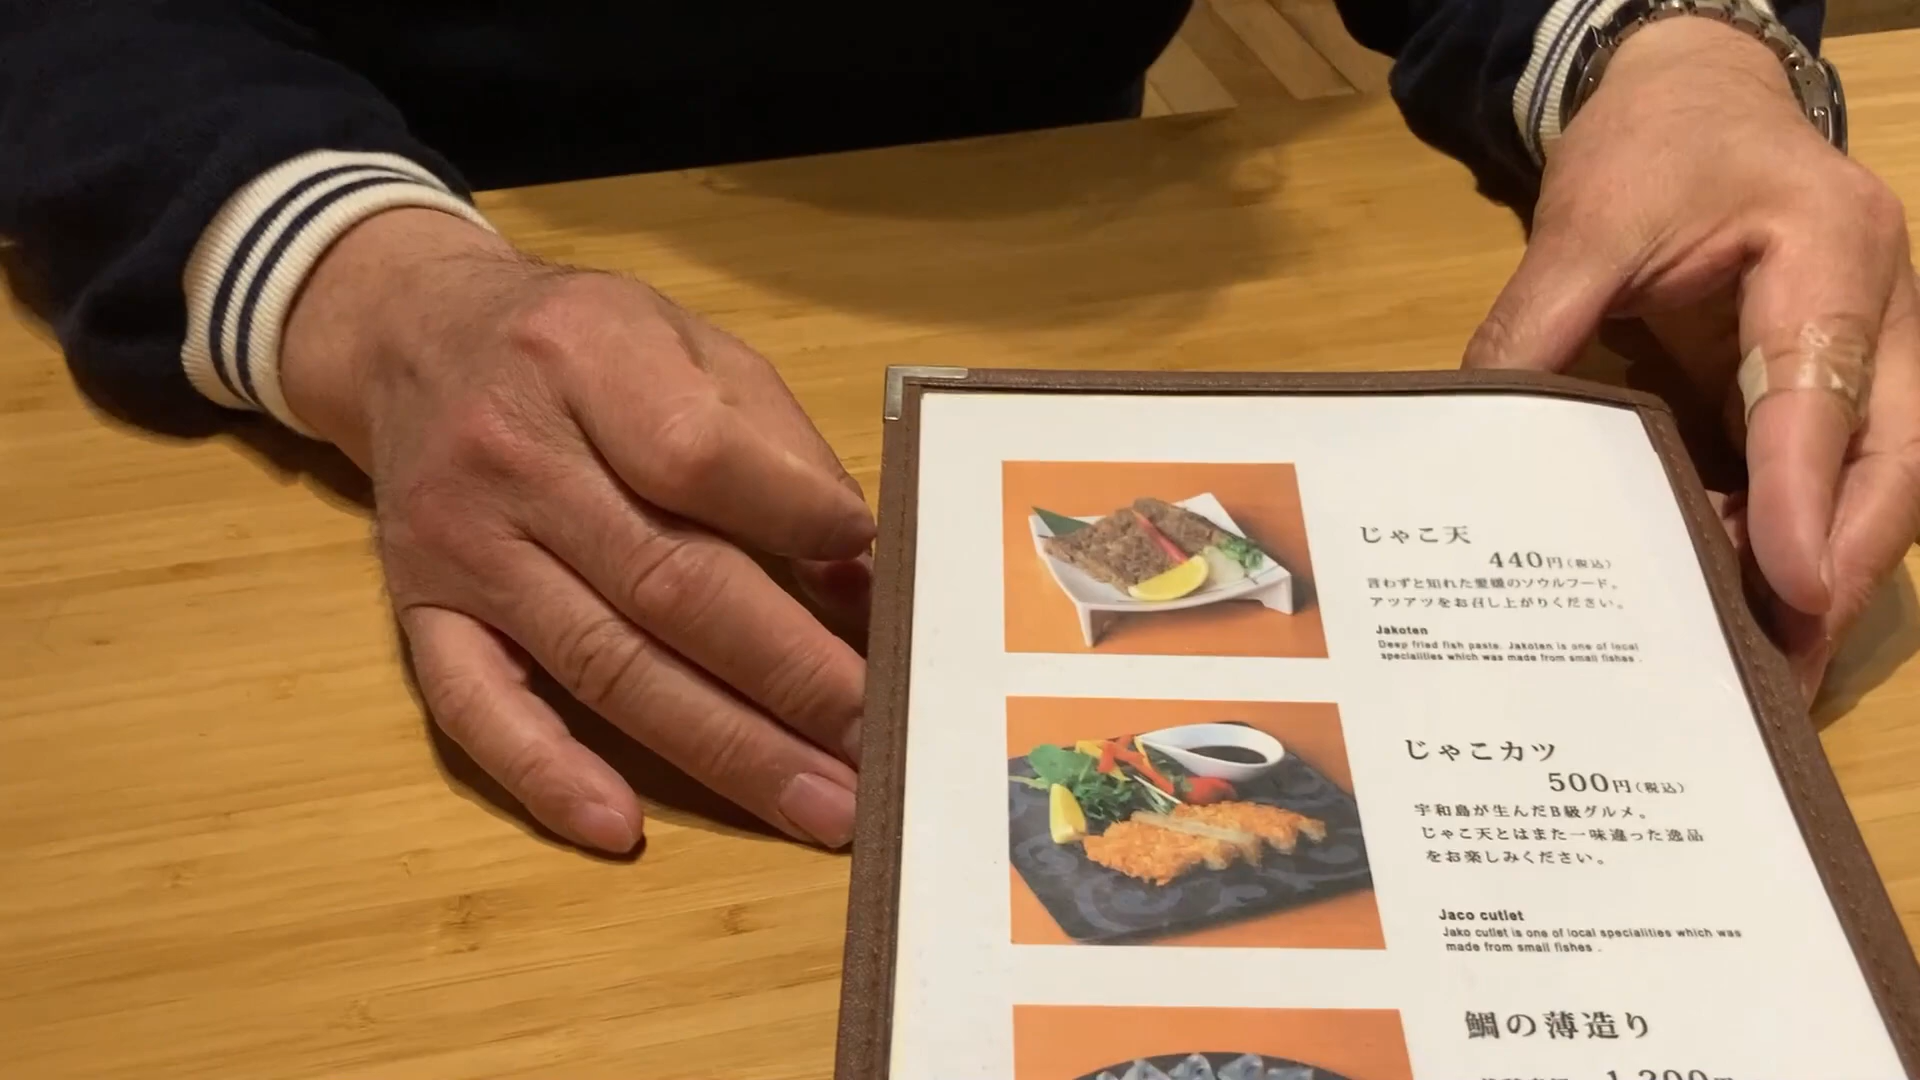 じゃこ天
440円(税込)
言わずと知れた愛媛のソウルフード。
アツアツをお召し上がりください。
Jakoten
Deep fried fish paste. Jakoten is one of local
specialities which was made from small fishes .
じゃこカツ
500円(税込)
宇和島が生んだB級グルメ。
じゃこ天とはまた一味違った逸品
をお楽しみください。
Jaco cutlet
Jako cutlet is one of local specialities which was
made from small fishes .
鯛の薄造り